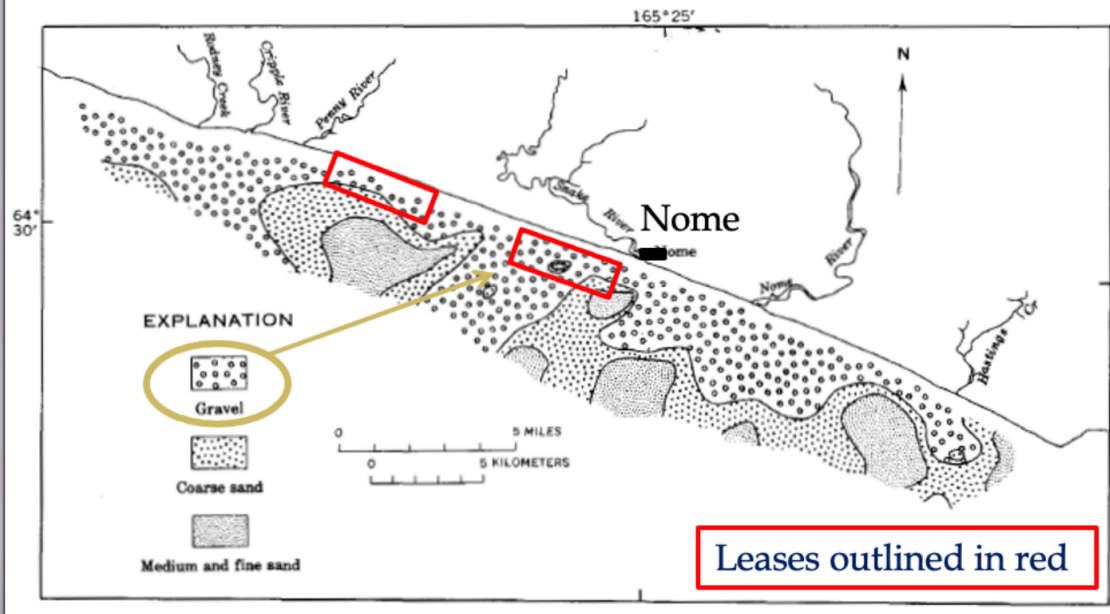 165°25′
N
Rodney Creek
Cripple River
Penny River
Snake River
64°
30′
Nome
Nome
Nome River
Hastings
EXPLANATION
Gravel
Coarse sand
Medium and fine sand
0 5 MILES
0 5 KILOMETERS
Leases outlined in red